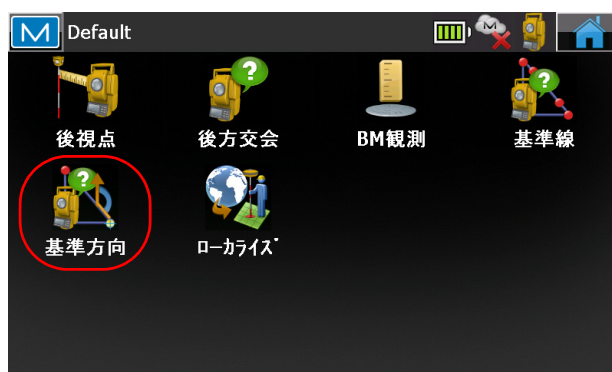 Default
後視点
後方交会
BM観測
基準線
基準方向
ﾛｰｶﾗｲｽﾞ